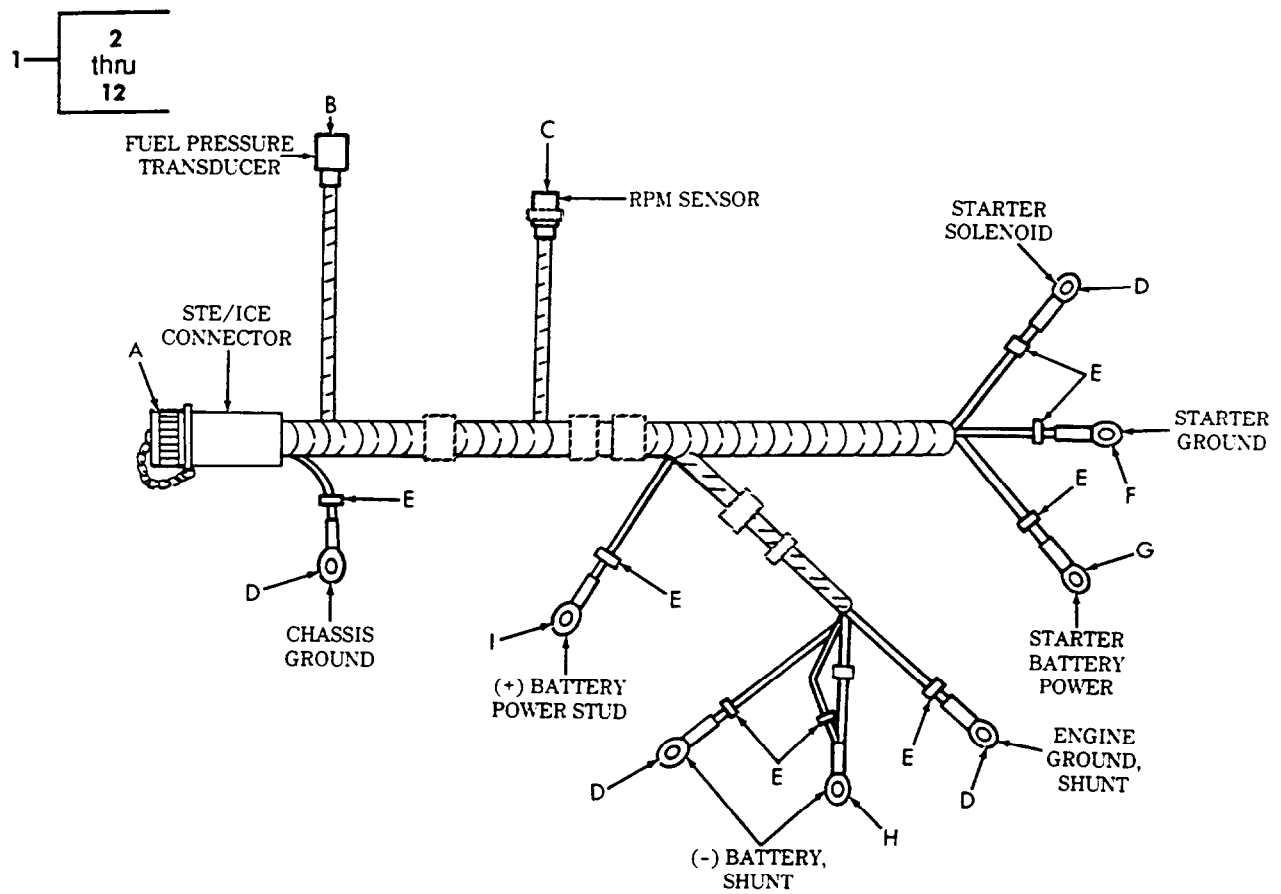 1
2
thru
12
B
FUEL PRESSURE
TRANSDUCER
C
RPM SENSOR
STARTER
SOLENOID
D
STE/ICE
CONNECTOR
A
E
STARTER
GROUND
F
E
E
G
D
CHASSIS
GROUND
E
I
(+) BATTERY
POWER STUD
STARTER
BATTERY
POWER
E
D
E
D
ENGINE
GROUND,
SHUNT
H
(-) BATTERY,
SHUNT